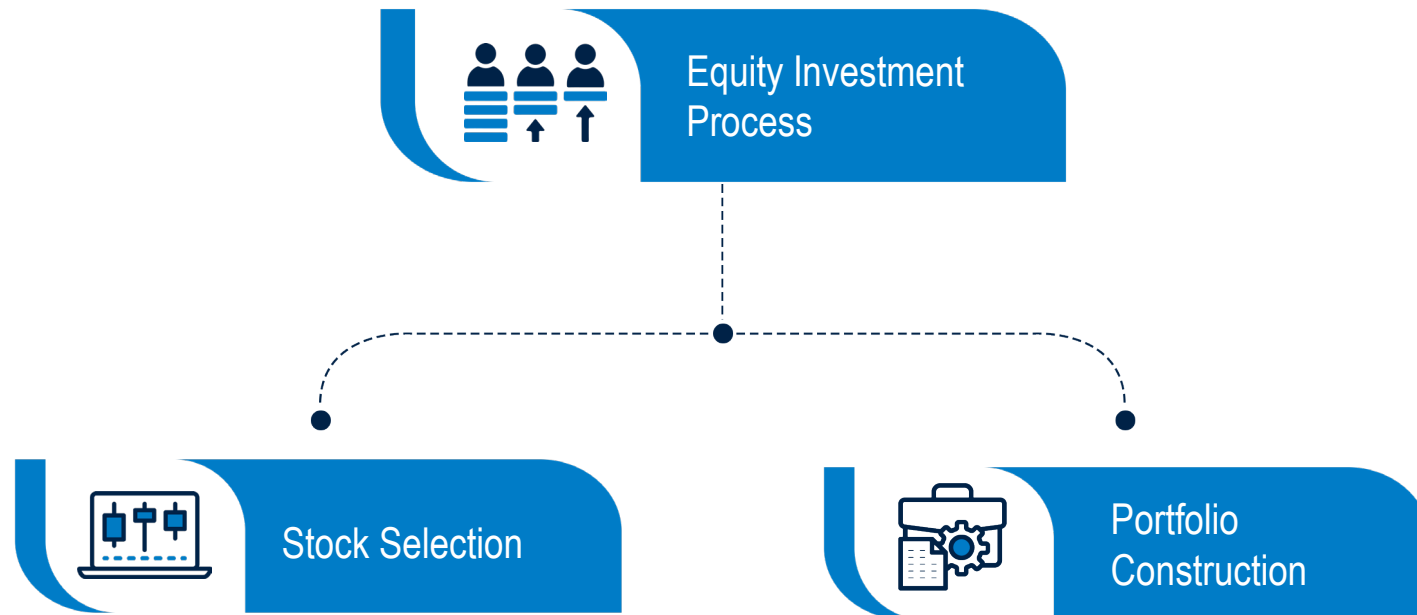 Equity Investment
Process
Stock Selection
Portfolio
Construction